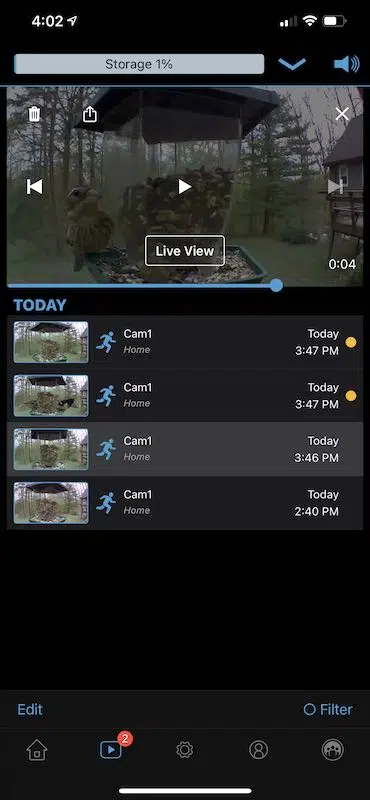 4:02
Storage 1%
Live View
0:04
TODAY
Cam1
Home
Today
3:47 PM
Cam1
Home
Today
3:47 PM
Cam1
Home
Today
3:46 PM
Cam1
Home
Today
2:40 PM
Edit
Filter
2